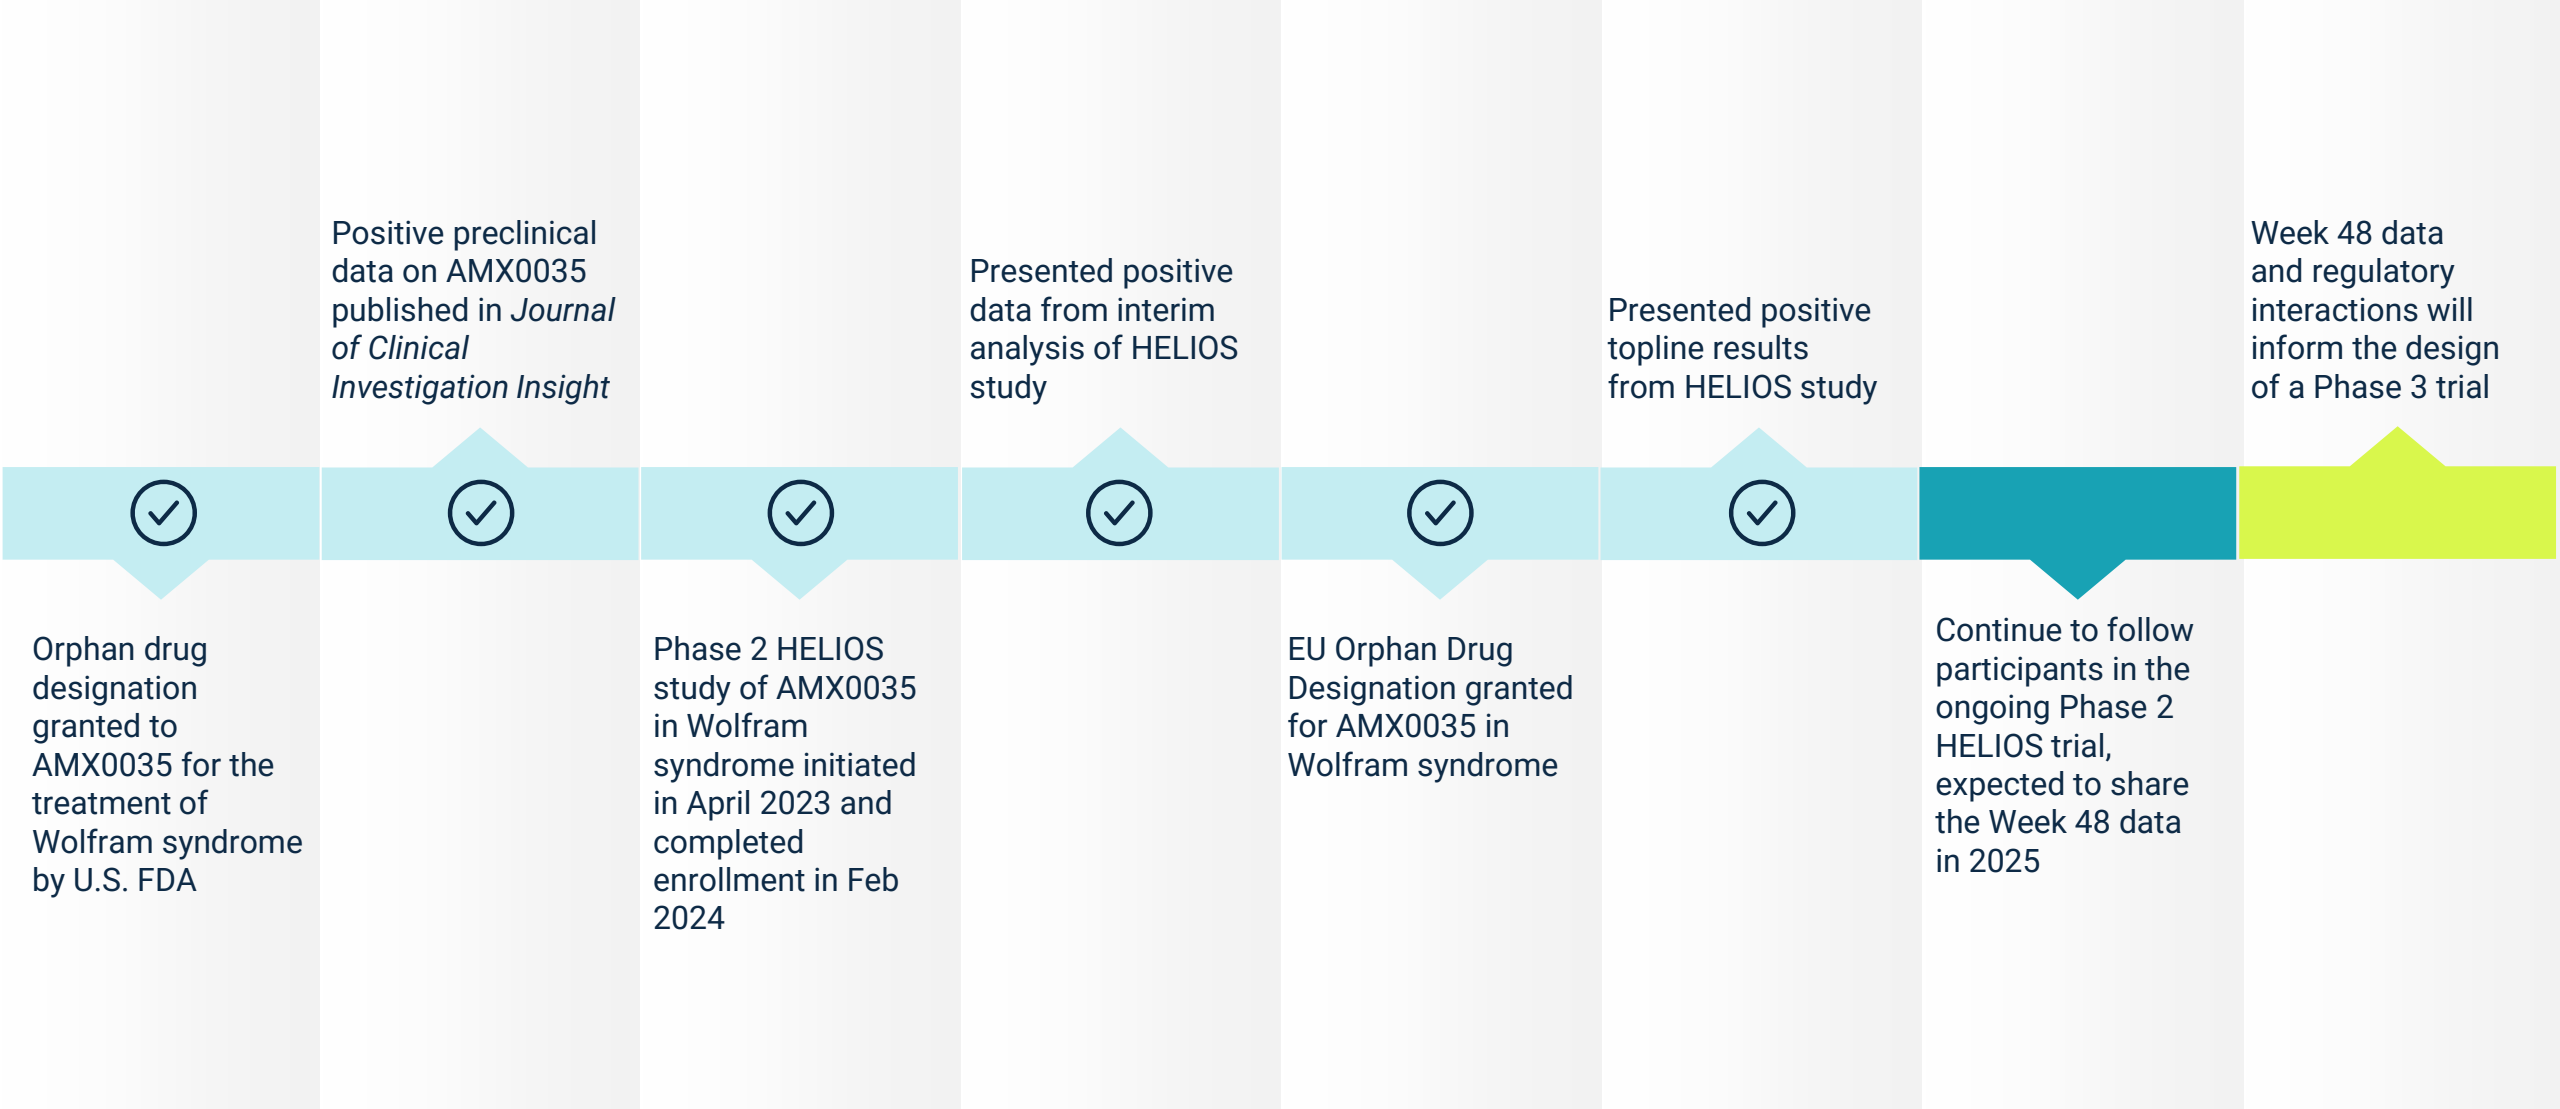 Orphan drug
designation
granted to
AMX0035 for the
treatment of
Wolfram syndrome
by U.S. FDA
Positive preclinical
data on AMX0035
published in Journal
of Clinical
Investigation Insight
Phase 2 HELIOS
study of AMX0035
in Wolfram
syndrome initiated
in April 2023 and
completed
enrollment in Feb
2024
Presented positive
data from interim
analysis of HELIOS
study
EU Orphan Drug
Designation granted
for AMX0035 in
Wolfram syndrome
Presented positive
topline results
from HELIOS study
Continue to follow
participants in the
ongoing Phase 2
HELIOS trial,
expected to share
the Week 48 data
in 2025
Week 48 data
and regulatory
interactions will
inform the design
of a Phase 3 trial